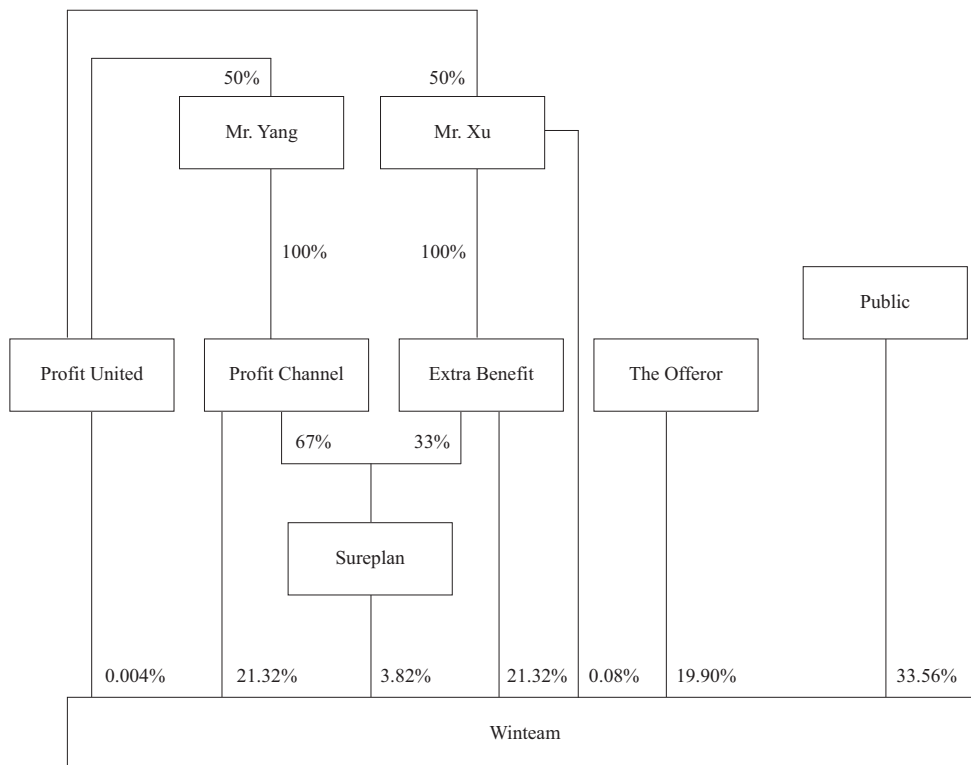 50%
50%
Mr. Yang
Mr. Xu
100%
100%
Public
Profit United
Profit Channel
Extra Benefit
The Offeror
67%
33%
Sureplan
0.004%
21.32%
3.82%
21.32%
0.08%
19.90%
33.56%
Winteam